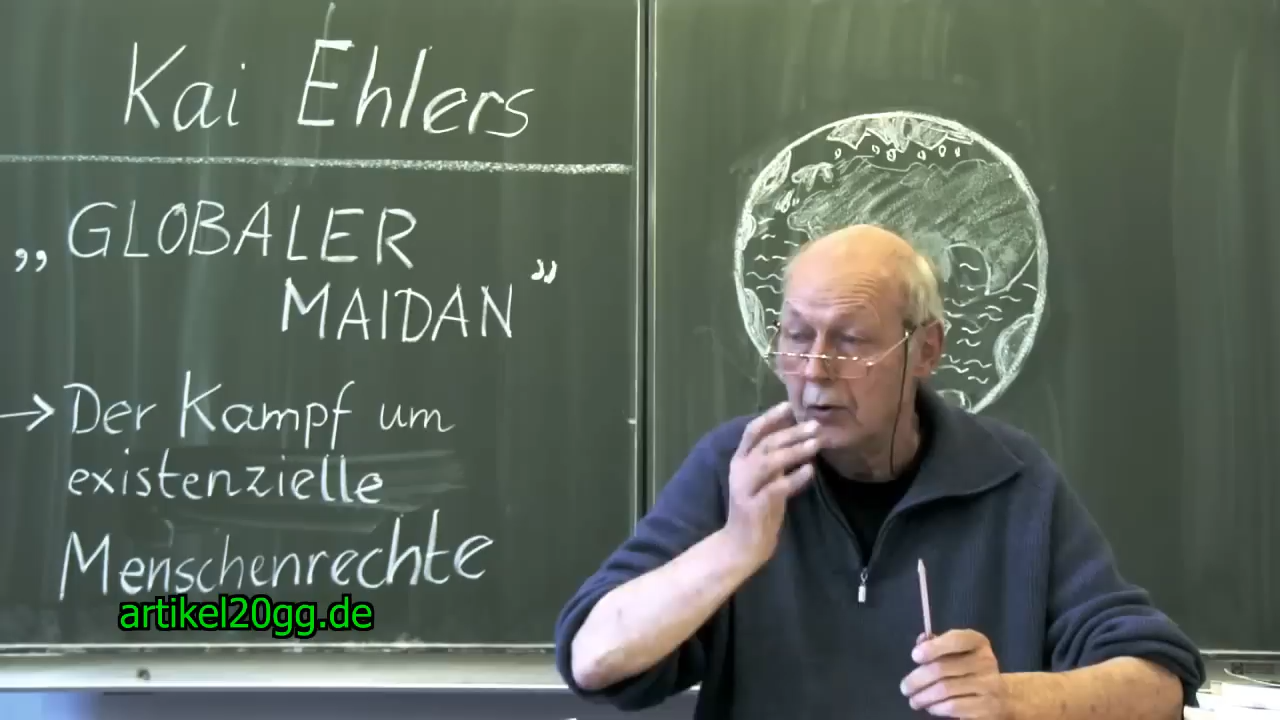 Kai Ehlers
„GLOBALER
MAIDAN“
→ Der Kampf um
existenzielle
Menschenrechte
artikel20gg.de